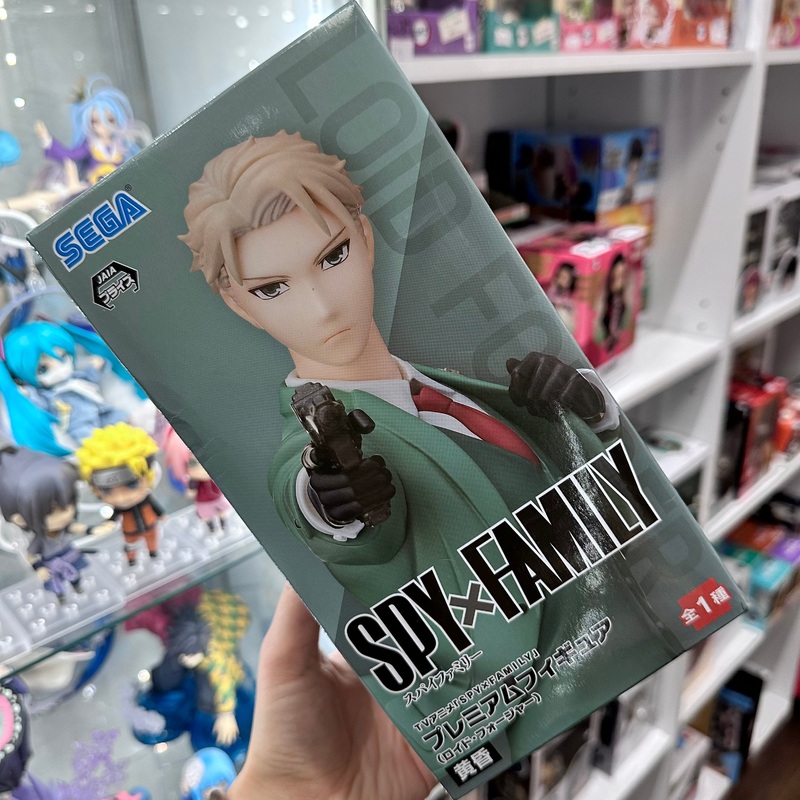 SEGA
JAIA
プライズ
LOID FORGER
SPY×FAMILY
スパイファミリー
TVアニメ「SPY×FAMILY」
プレミアムフィギュア
(ロイド・フォージャー)
黄昏
全1種